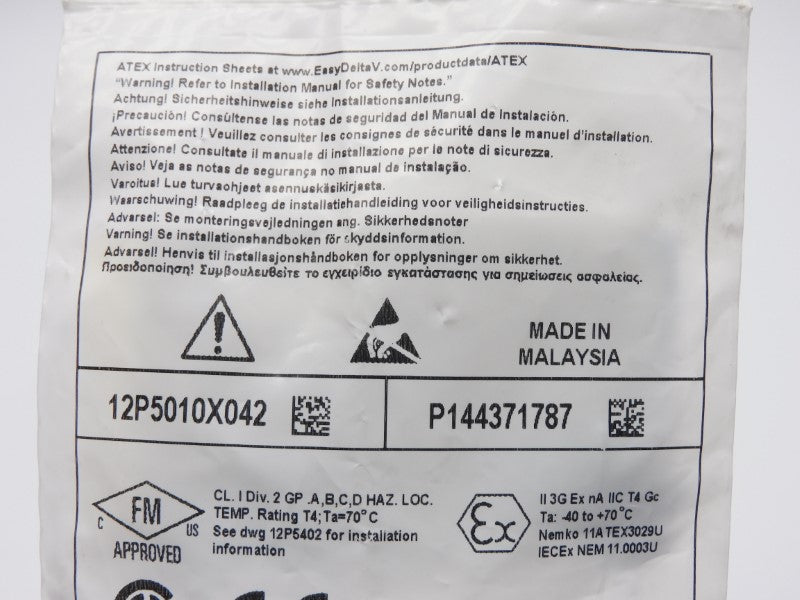 ATEX Instruction Sheets at www.EasyDeltaV.com/productdata/ATEX
"Warning! Refer to Installation Manual for Safety Notes."
Achtung! Sicherheitshinweise siehe Installationsanleitung.
¡Precaución! Consúltense las notas de seguridad del Manual de Instalación.
Avertissement! Veuillez consulter les consignes de sécurité dans le manuel d'installation.
Attenzione! Consultate il manuale di installazione per le note di sicurezza.
Aviso! Veja as notas de segurança no manual de instalação.
Varoitus! Lue turvaohjeet asennuskäsikirjasta.
Waarschuwing! Raadpleeg de installatiehandleiding voor veiligheidsinstructies.
Advarsel: Se monteringsvejledningen ang. Sikkerhedsnoter
Varning! Se installationshandboken för skyddsinformation.
Advarsel! Henvis til installasjonshåndboken for opplysninger om sikkerhet.
Προειδοποίηση! Συμβουλευθείτε το εγχειρίδιο εγκατάστασης για σημειώσεις ασφαλείας.
MADE IN
MALAYSIA
12P5010X042
P144371787
C FM US
APPROVED
CL. I Div. 2 GP .A,B,C,D HAZ. LOC.
TEMP. Rating T4;Ta=70°C
See dwg 12P5402 for installation
information
Ex
II 3G Ex nA IIC T4 Gc
Ta: -40 to +70°C
Nemko 11ATEX3029U
IECEx NEM 11.0003U